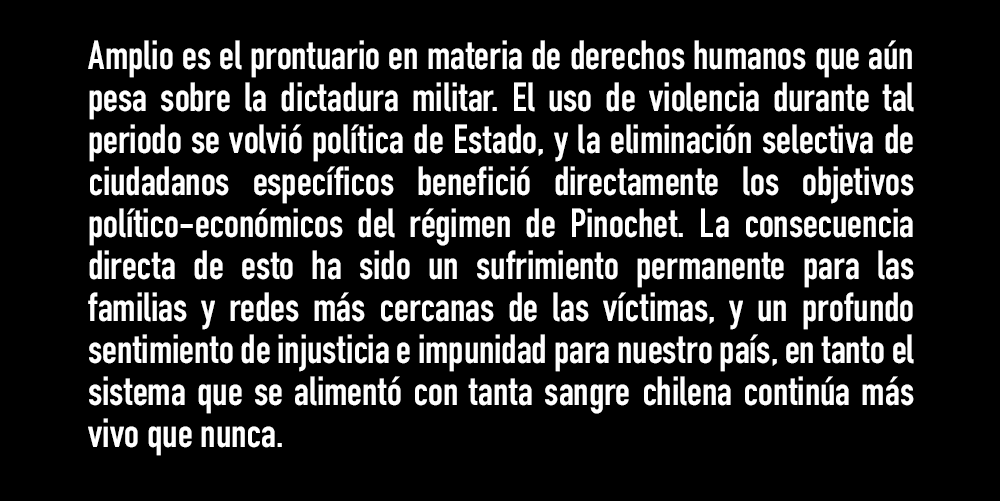 Amplio es el prontuario en materia de derechos humanos que aún
pesa sobre la dictadura militar. El uso de violencia durante tal
periodo se volvió política de Estado, y la eliminación selectiva de
ciudadanos específicos benefició directamente los objetivos
político-económicos del régimen de Pinochet. La consecuencia
directa de esto ha sido un sufrimiento permanente para las
familias y redes más cercanas de las víctimas, y un profundo
sentimiento de injusticia e impunidad para nuestro país, en tanto el
sistema que se alimentó con tanta sangre chilena continúa más
vivo que nunca.